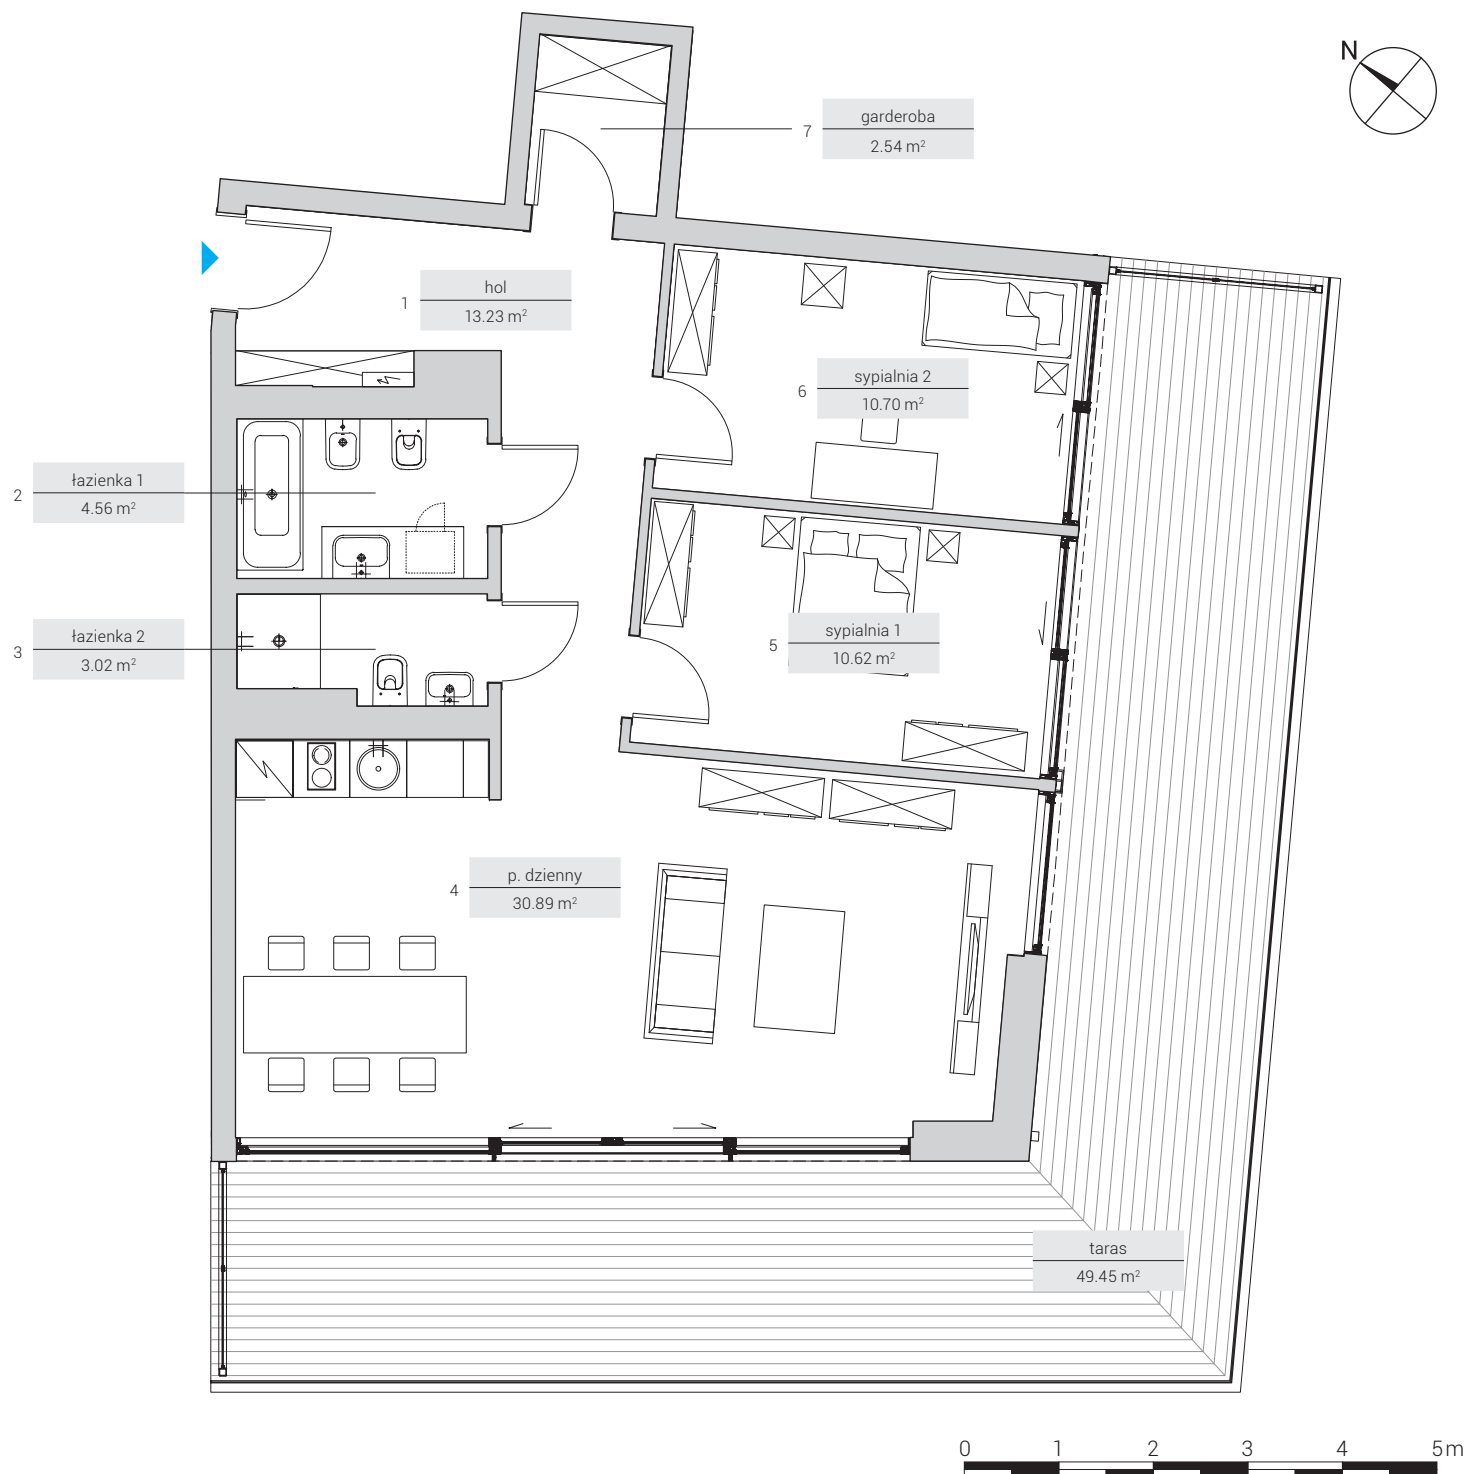 N
7
garderoba
2.54 m²
1
hol
13.23 m²
6
sypialnia 2
10.70 m²
2
łazienka 1
4.56 m²
3
łazienka 2
3.02 m²
5
sypialnia 1
10.62 m²
4
p. dzienny
30.89 m²
taras
49.45 m²
0 1 2 3 4 5 m